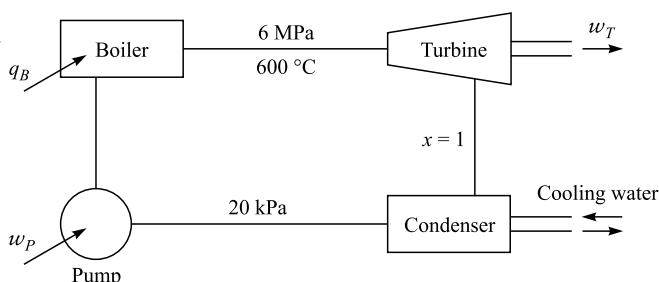 Boiler
q_B
6 MPa
600 °C
Turbine
w_T
x = 1
20 kPa
Condenser
Cooling water
w_P
Pump